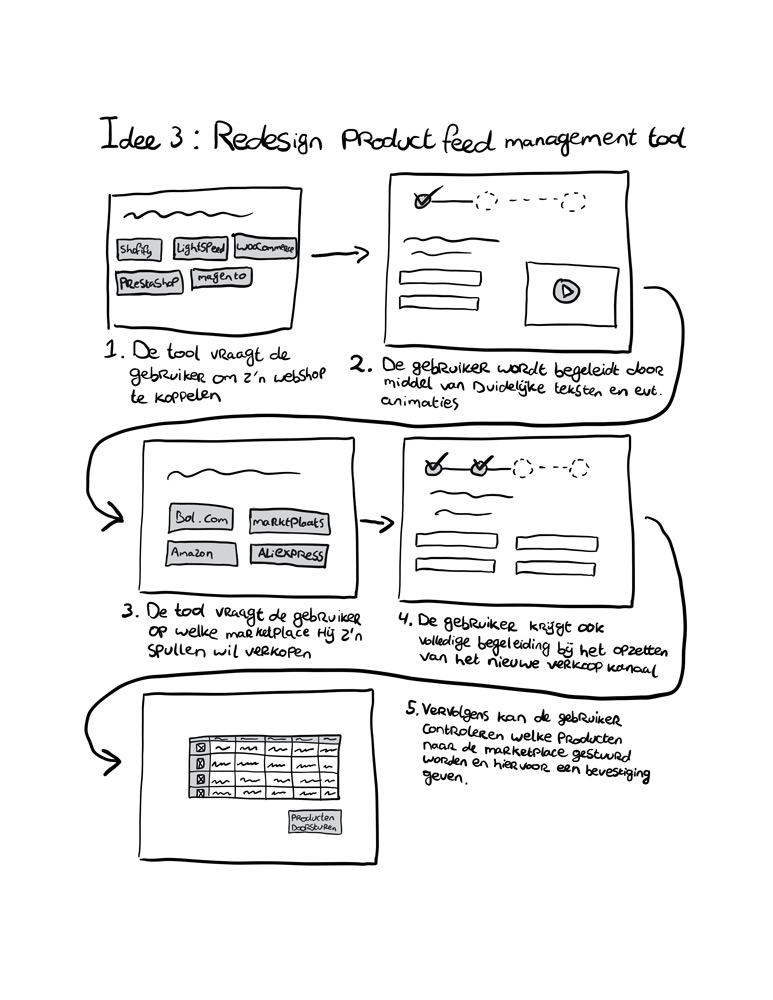 Idee 3: Redesign product feed management tool
Shopify
LightSpeed
WooCommerce
PrestaShop
magento
1. De tool vraagt de
gebruiker om z'n webshop
te koppelen
2. De gebruiker wordt begeleidt door
middel van duidelijke teksten en evt.
animaties
Bol.com
marktplaats
Amazon
ALiExpress
3. De tool vraagt de gebruiker
op welke marketplace Hij z'n
spullen wil verkopen
4. De gebruiker krijgt ook
volledige begeleiding bij het opzetten
van het nieuwe verkoop kanaal
5. Vervolgens kan de gebruiker
controleren welke producten
naar de marketplace gestuurd
worden en hiervoor een bevestiging
geven.
Producten
Doorsturen